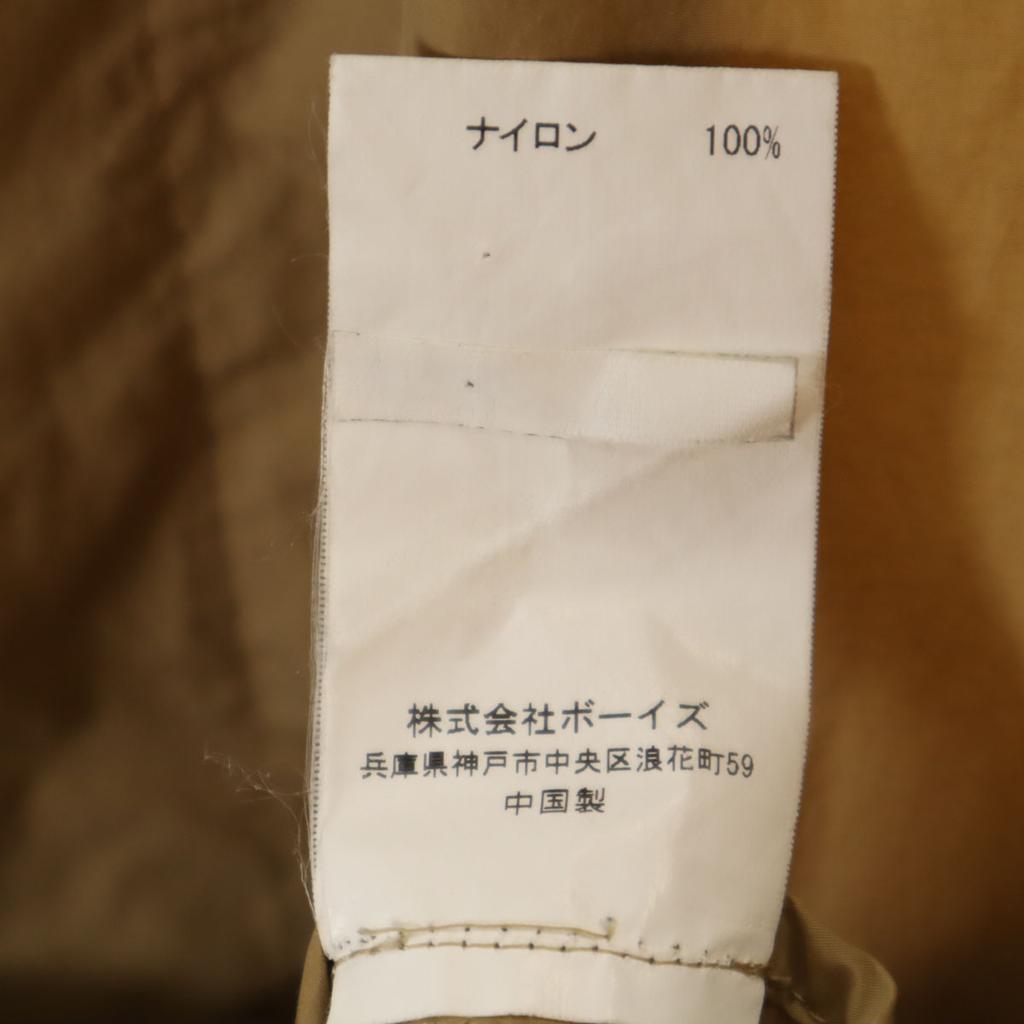 ナイロン 100%
株式会社ボーイズ
兵庫県神戸市中央区浪花町59
中国製